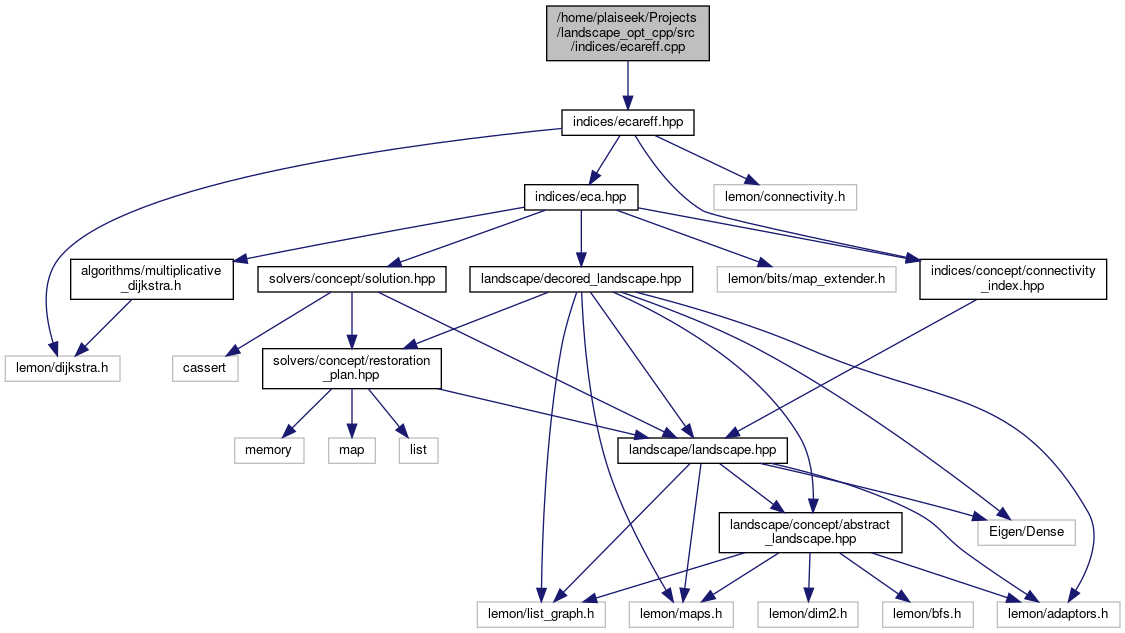 /home/plaiseek/Projects
/landscape_opt_cpp/src
/indices/ecareff.cpp
indices/ecareff.hpp
indices/eca.hpp
lemon/connectivity.h
algorithms/multiplicative
_dijkstra.h
solvers/concept/solution.hpp
landscape/decored_landscape.hpp
lemon/bits/map_extender.h
indices/concept/connectivity
_index.hpp
lemon/dijkstra.h
cassert
solvers/concept/restoration
_plan.hpp
memory
map
list
landscape/landscape.hpp
landscape/concept/abstract
_landscape.hpp
Eigen/Dense
lemon/list_graph.h
lemon/maps.h
lemon/dim2.h
lemon/bfs.h
lemon/adaptors.h